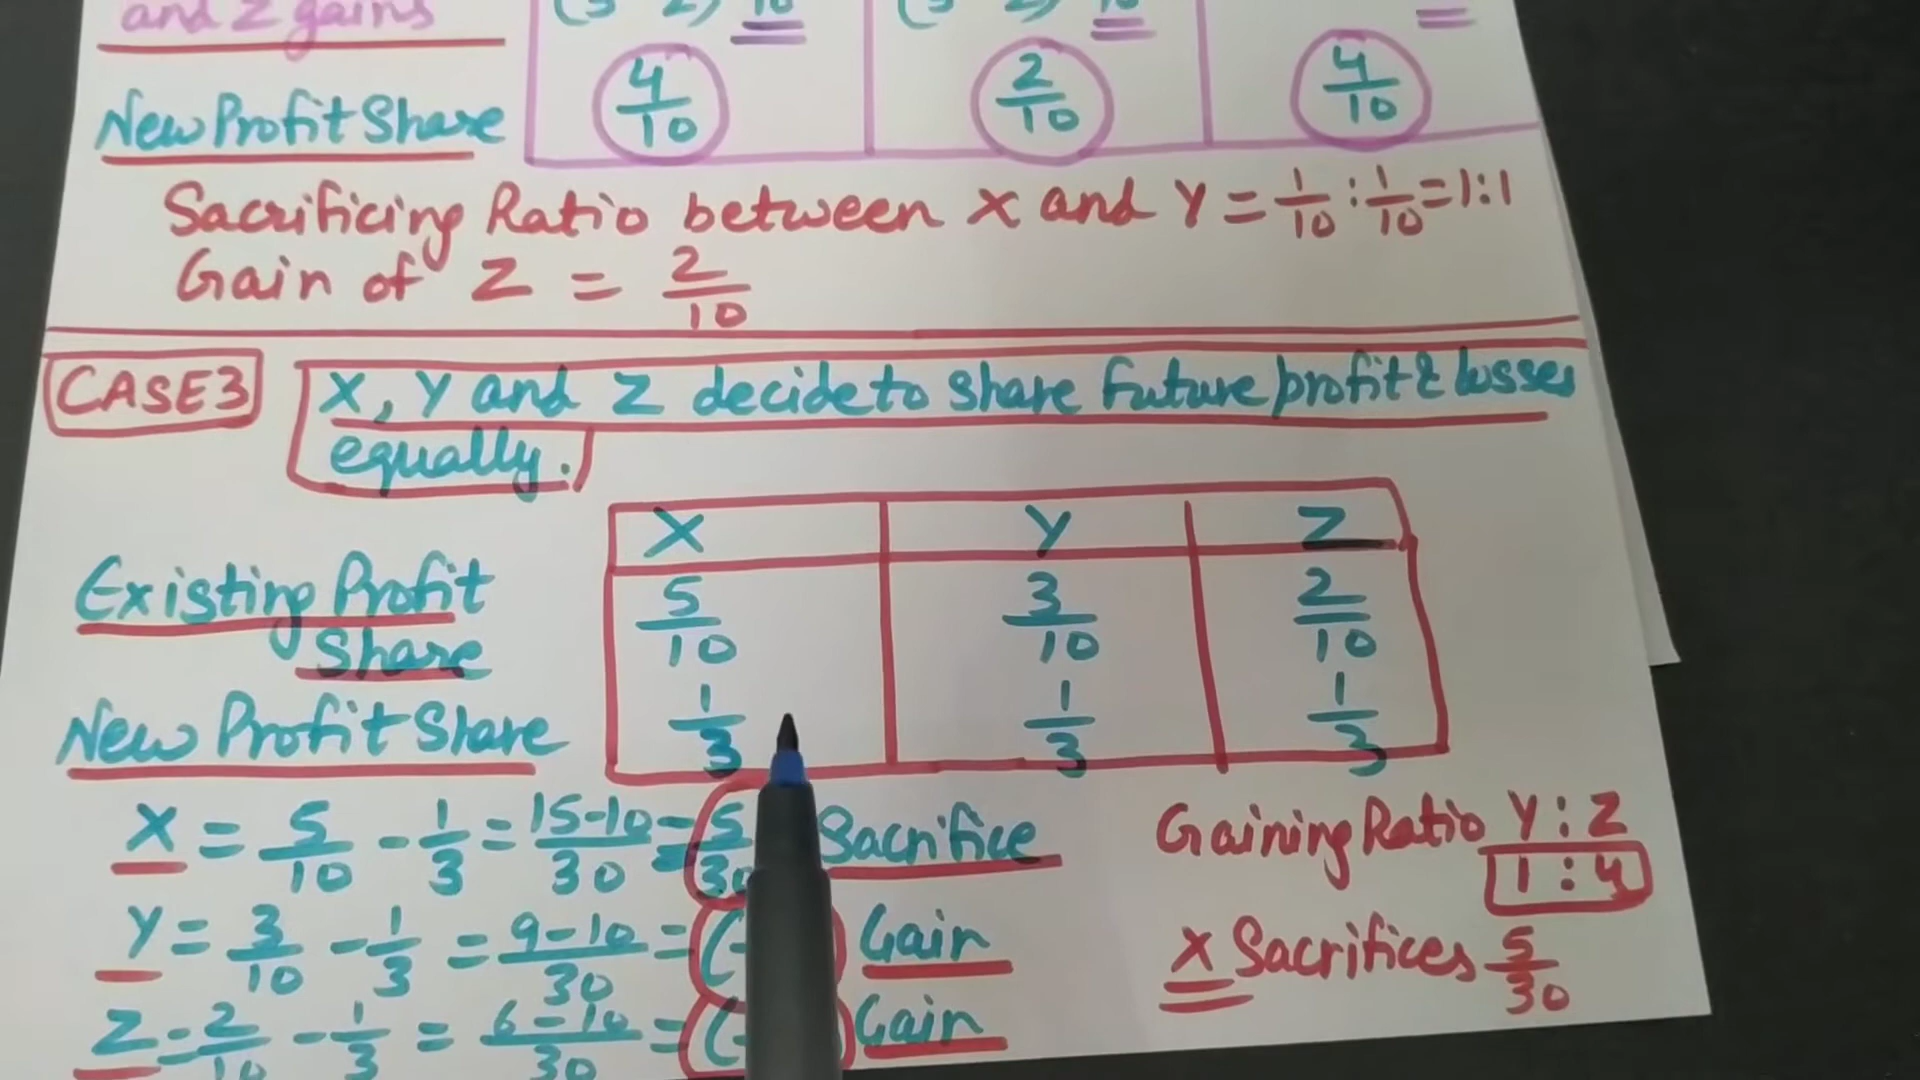 and Z gains
New Profit Share 4/10 2/10 4/10
Sacrificing Ratio between X and Y = 1/10 : 1/10 = 1:1
Gain of Z = 2/10
CASE 3 X, Y and Z decide to share future profit & losses
equally.
X Y Z
Existing Profit Share 5/10 3/10 2/10
New Profit Share 1/3 1/3 1/3
X = 5/10 - 1/3 = 15-10/30 = 5/30 Sacrifice
Y = 3/10 - 1/3 = 9-10/30 = (- Gain
Z = 2/10 - 1/3 = 6-10/30 = (- Gain
Gaining Ratio Y : Z
1 : 4
X Sacrifices 5/30